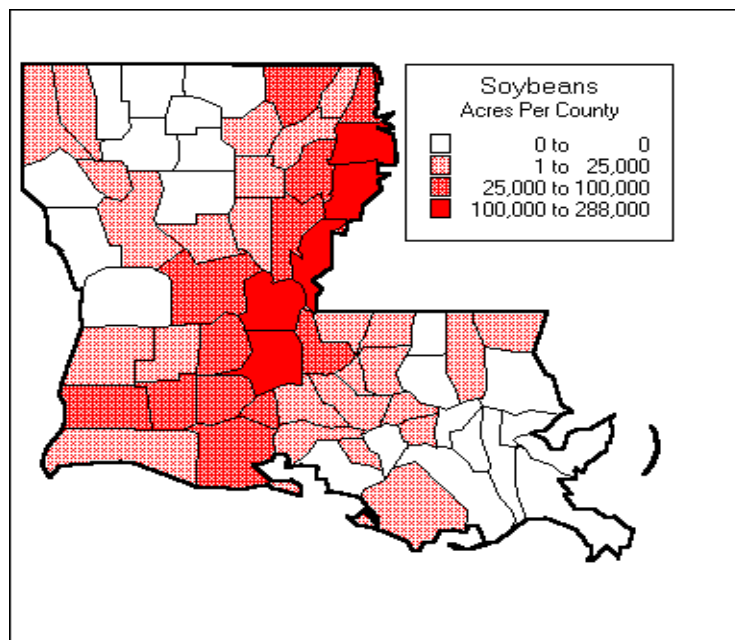 Soybeans
Acres Per County
0 to 0
1 to 25,000
25,000 to 100,000
100,000 to 288,000